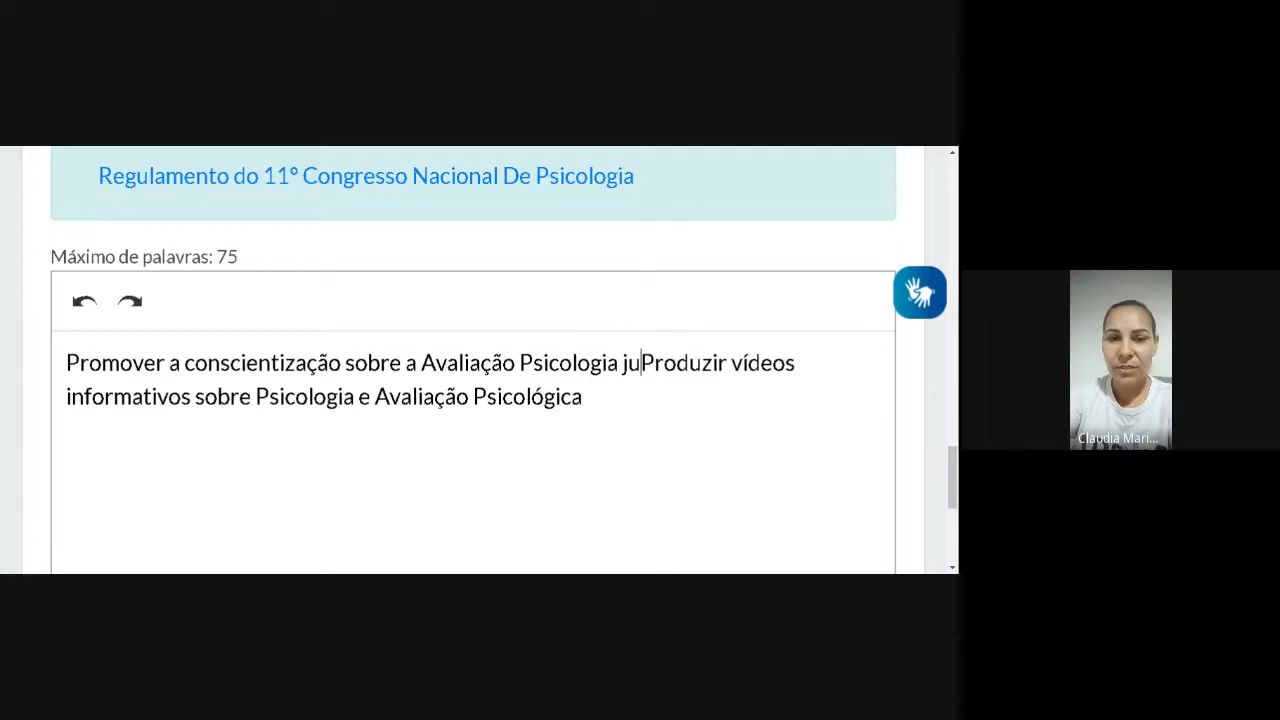 Regulamento do 11º Congresso Nacional De Psicologia
Máximo de palavras: 75
Promover a conscientização sobre a Avaliação Psicologia juProduzir vídeos
informativos sobre Psicologia e Avaliação Psicológica
Claudia Mari...